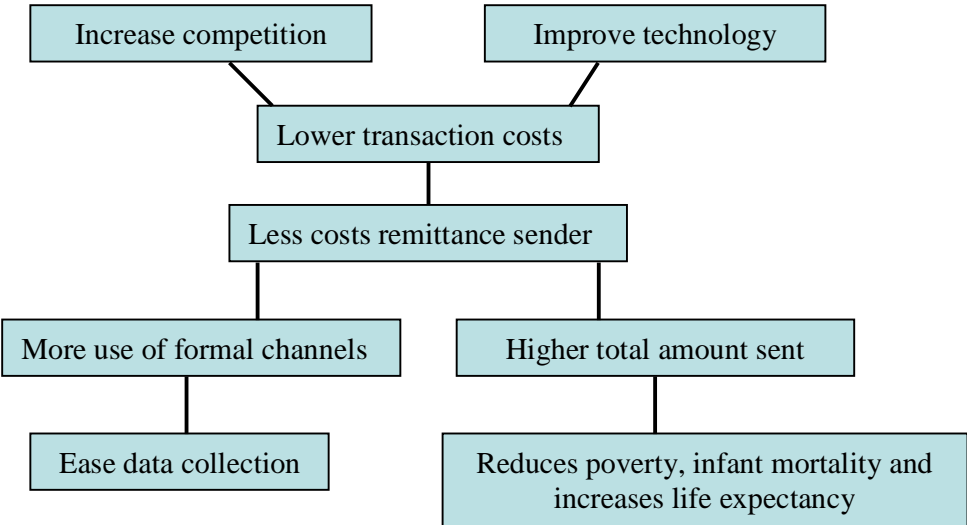 Increase competition
Improve technology
Lower transaction costs
Less costs remittance sender
More use of formal channels
Higher total amount sent
Ease data collection
Reduces poverty, infant mortality and
increases life expectancy